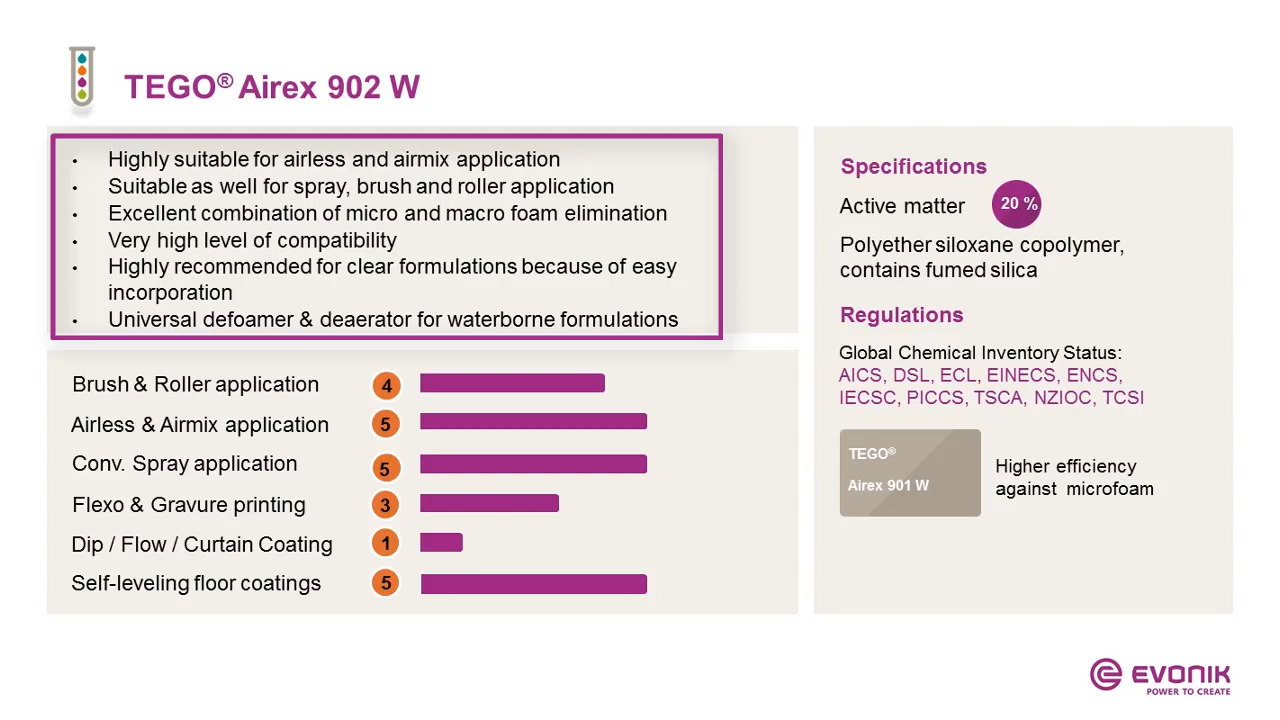 TEGO® Airex 902 W
• Highly suitable for airless and airmix application
• Suitable as well for spray, brush and roller application
• Excellent combination of micro and macro foam elimination
• Very high level of compatibility
• Highly recommended for clear formulations because of easy
incorporation
• Universal defoamer & deaerator for waterborne formulations
Brush & Roller application 4
Airless & Airmix application 5
Conv. Spray application 5
Flexo & Gravure printing 3
Dip / Flow / Curtain Coating 1
Self-leveling floor coatings 5
Specifications
Active matter 20 %
Polyether siloxane copolymer,
contains fumed silica
Regulations
Global Chemical Inventory Status:
AICS, DSL, ECL, EINECS, ENCS,
IECSC, PICCS, TSCA, NZIOC, TCSI
TEGO®
Airex 901 W
Higher efficiency
against microfoam
EVONIK
POWER TO CREATE